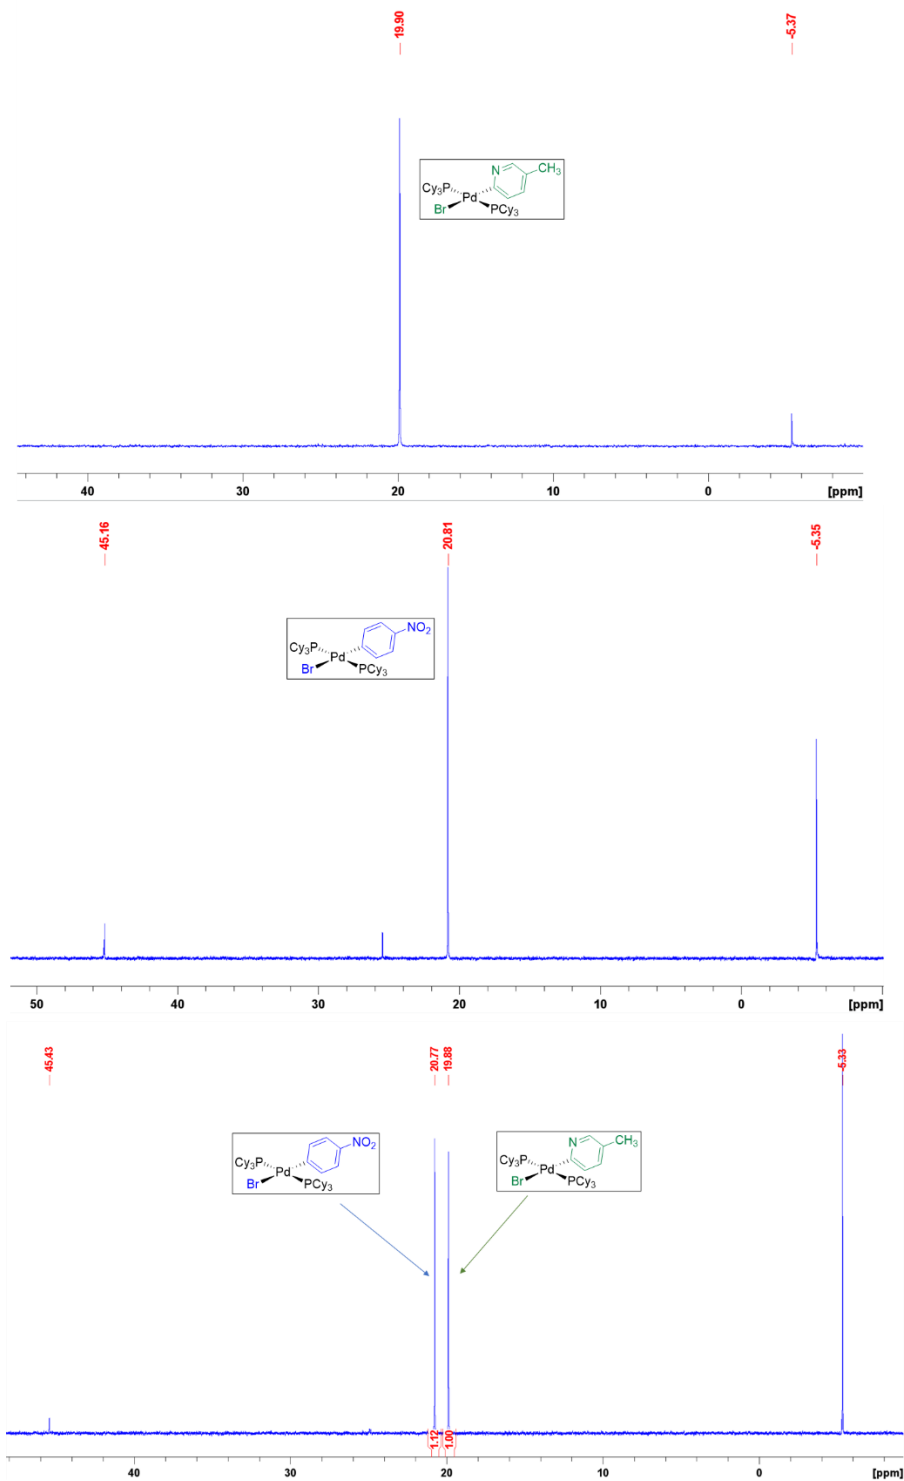 19.90
-5.37
N
CH3
Cy3P
Pd
Br
PCy3
40
30
20
10
0
[ppm]
45.16
20.81
-5.35
NO2
Cy3P
Pd
Br
PCy3
50
40
30
20
10
0
[ppm]
45.43
20.77
19.88
-5.33
NO2
Cy3P
Pd
Br
PCy3
N
CH3
Cy3P
Pd
Br
PCy3
1.12
1.00
40
30
20
10
0
[ppm]